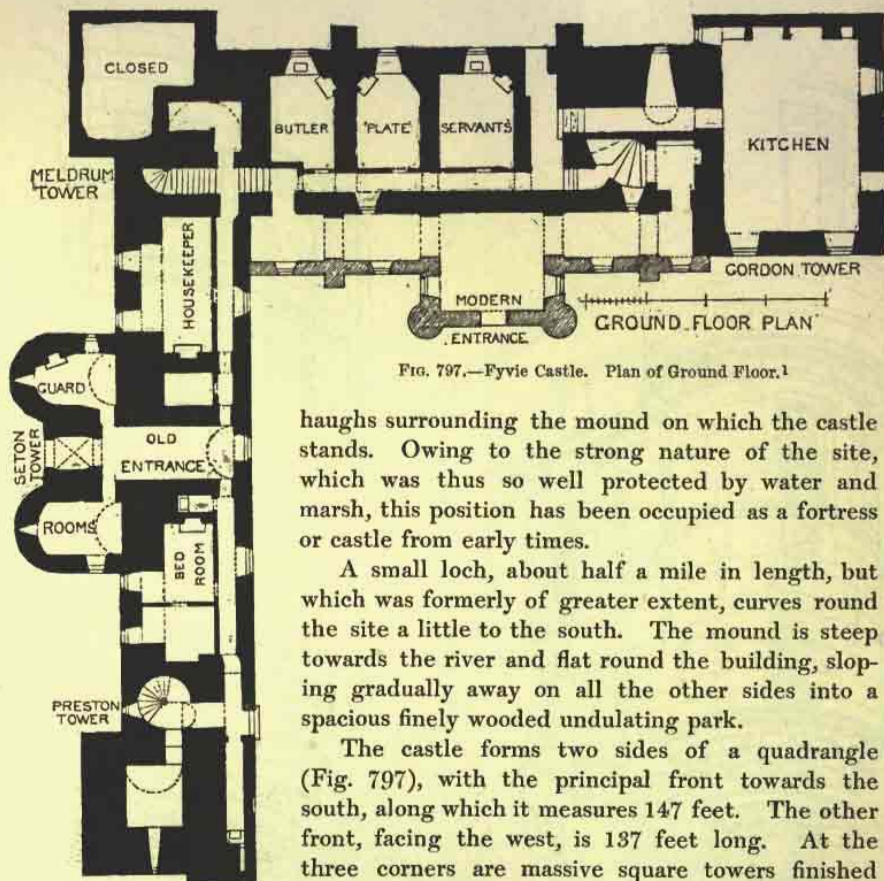 CLOSED
BUTLER
'PLATE'
SERVANTS
KITCHEN
MELDRUM
TOWER
HOUSEKEEPER
GORDON TOWER
MODERN
ENTRANCE
GROUND FLOOR PLAN
GUARD
SETON
TOWER
OLD
ENTRANCE
ROOMS
BED
ROOM
PRESTON
TOWER
FIG. 797.—Fyvie Castle. Plan of Ground Floor.¹
haughs surrounding the mound on which the castle
stands. Owing to the strong nature of the site,
which was thus so well protected by water and
marsh, this position has been occupied as a fortress
or castle from early times.
A small loch, about half a mile in length, but
which was formerly of greater extent, curves round
the site a little to the south. The mound is steep
towards the river and flat round the building, slop-
ing gradually away on all the other sides into a
spacious finely wooded undulating park.
The castle forms two sides of a quadrangle
(Fig. 797), with the principal front towards the
south, along which it measures 147 feet. The other
front, facing the west, is 137 feet long. At the
three corners are massive square towers finished